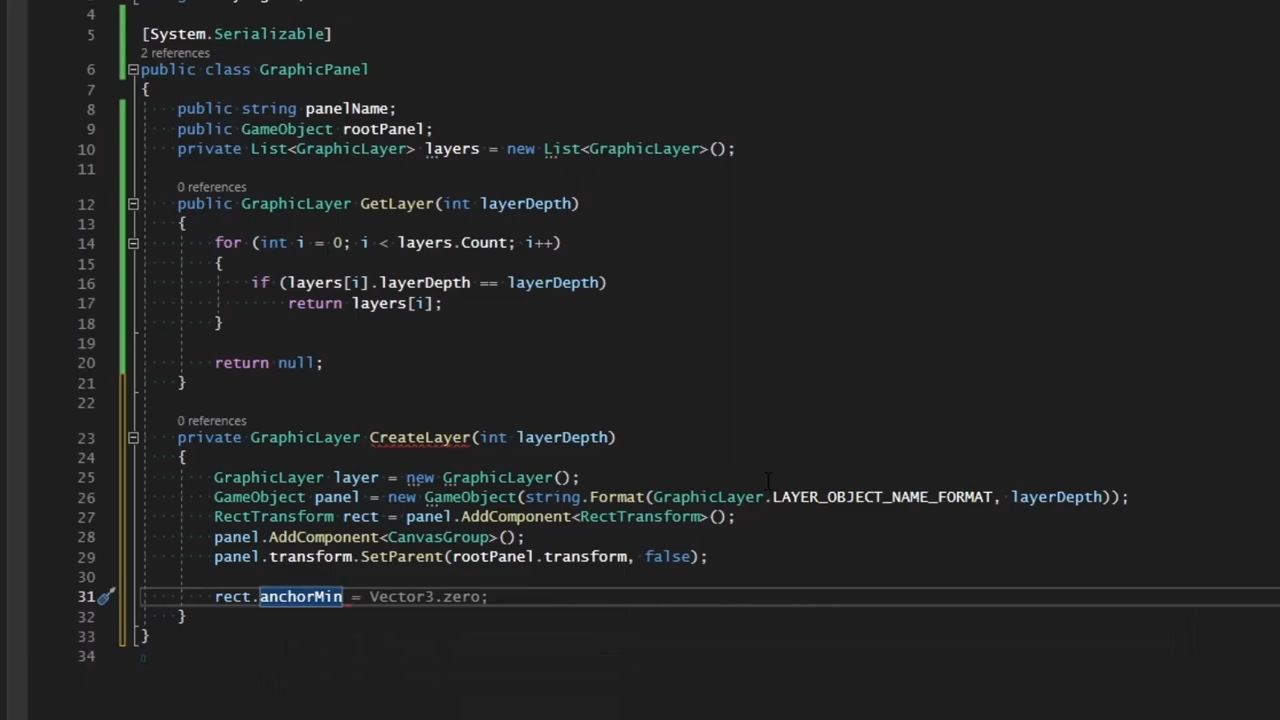 4
5 [System.Serializable]
2 references
6 public class GraphicPanel
7 {
8 public string panelName;
9 public GameObject rootPanel;
10 private List<GraphicLayer> layers = new List<GraphicLayer>();
11
0 references
12 public GraphicLayer GetLayer(int layerDepth)
13 {
14 for (int i = 0; i < layers.Count; i++)
15 {
16 if (layers[i].layerDepth == layerDepth)
17 return layers[i];
18 }
19
20 return null;
21 }
22
0 references
23 private GraphicLayer CreateLayer(int layerDepth)
24 {
25 GraphicLayer layer = new GraphicLayer();
26 GameObject panel = new GameObject(string.Format(GraphicLayer.LAYER_OBJECT_NAME_FORMAT, layerDepth));
27 RectTransform rect = panel.AddComponent<RectTransform>();
28 panel.AddComponent<CanvasGroup>();
29 panel.transform.SetParent(rootPanel.transform, false);
30
31 rect.anchorMin = Vector3.zero;
32 }
33 }
34